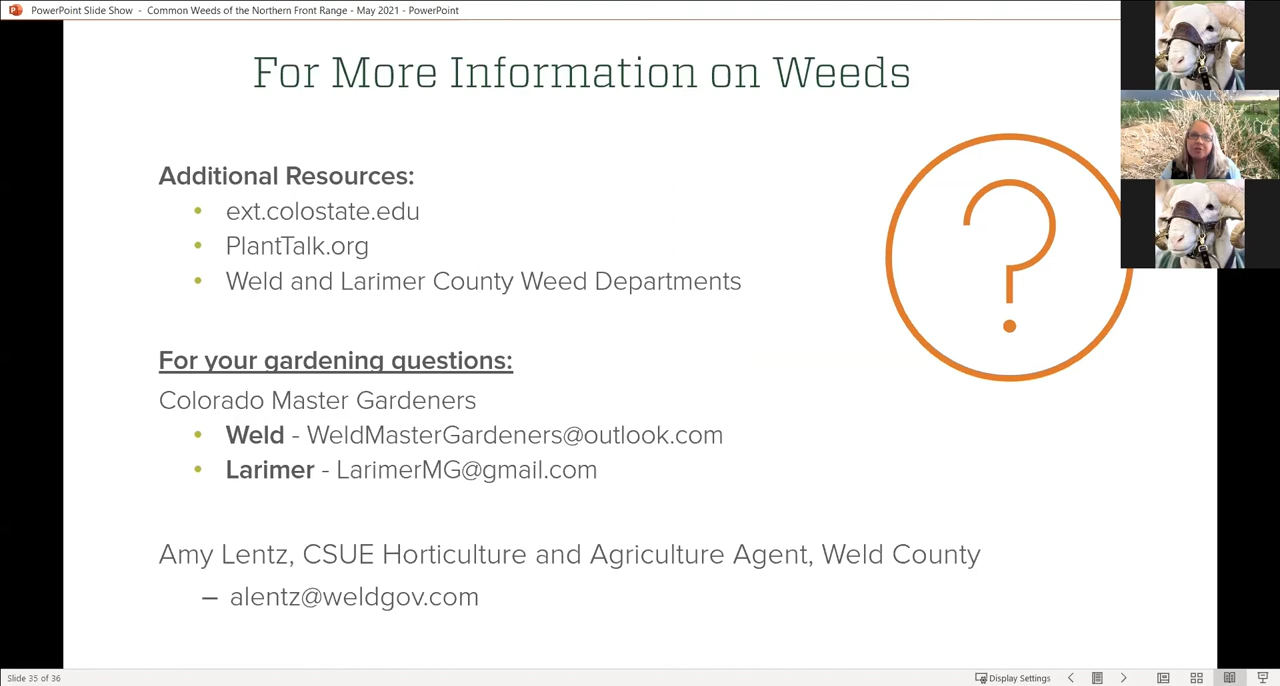 PowerPoint Slide Show - Common Weeds of the Northern Front Range - May 2021 - PowerPoint
For More Information on Weeds
Additional Resources:
• ext.colostate.edu
• PlantTalk.org
• Weld and Larimer County Weed Departments
?
For your gardening questions:
Colorado Master Gardeners
• Weld - WeldMasterGardeners@outlook.com
• Larimer - LarimerMG@gmail.com
Amy Lentz, CSUE Horticulture and Agriculture Agent, Weld County
– alentz@weldgov.com
Slide 35 of 36
Display Settings